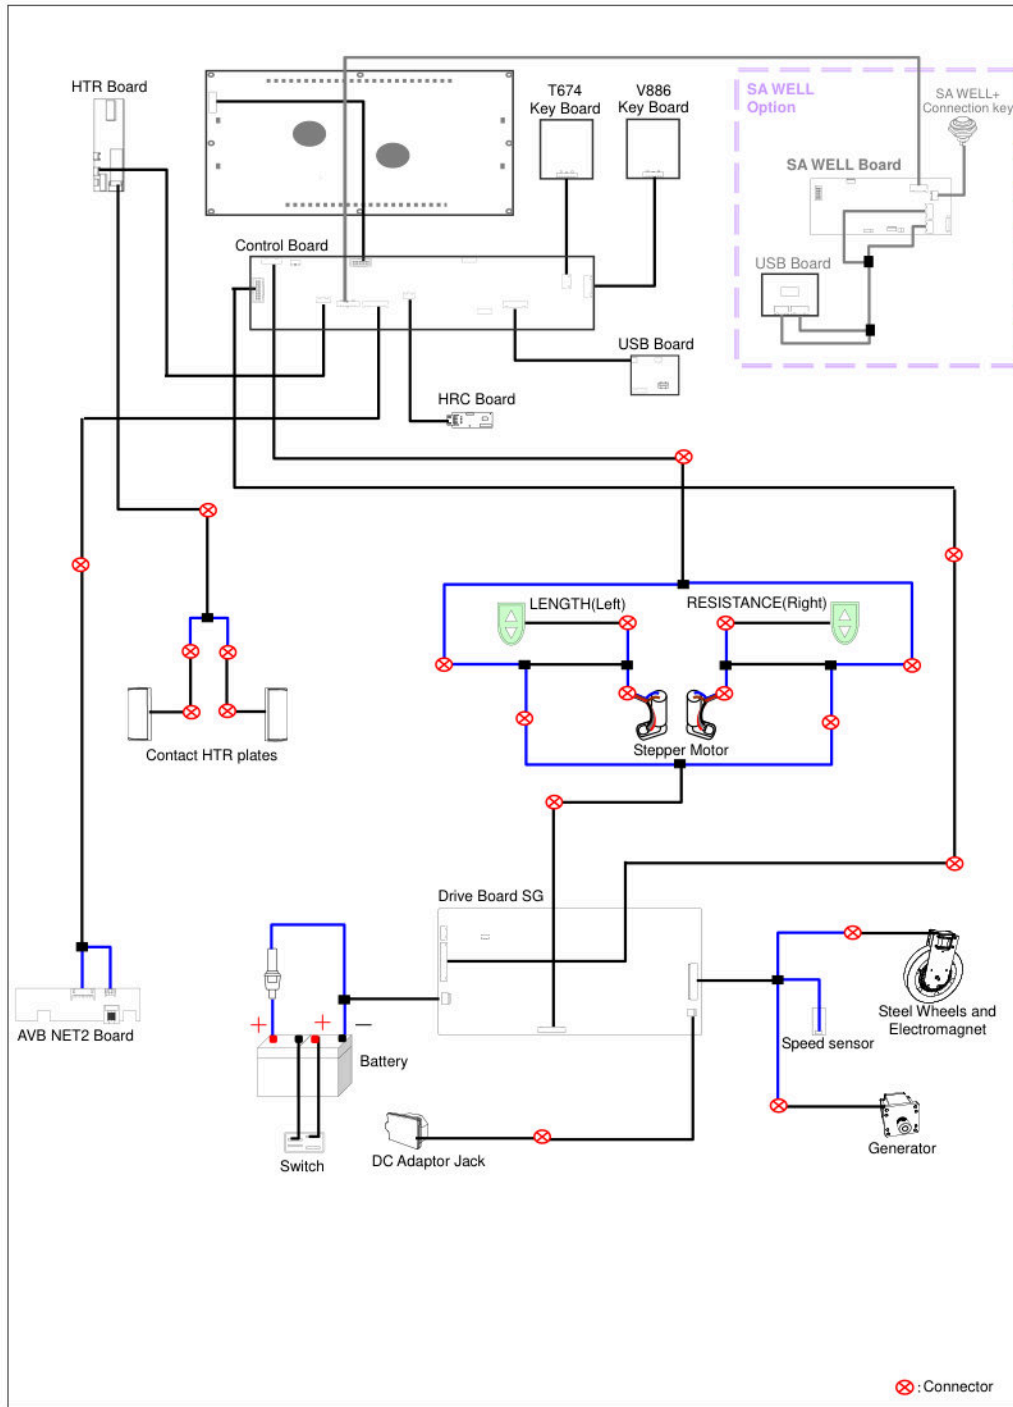 HTR Board
T674
Key Board
V886
Key Board
SA WELL
Option
SA WELL+
Connection key
SA WELL Board
Control Board
USB Board
USB Board
HRC Board
LENGTH(Left)
RESISTANCE(Right)
Stepper Motor
Contact HTR plates
Drive Board SG
AVB NET2 Board
+
+
−
Battery
Switch
DC Adaptor Jack
Steel Wheels and
Electromagnet
Speed sensor
Generator
: Connector